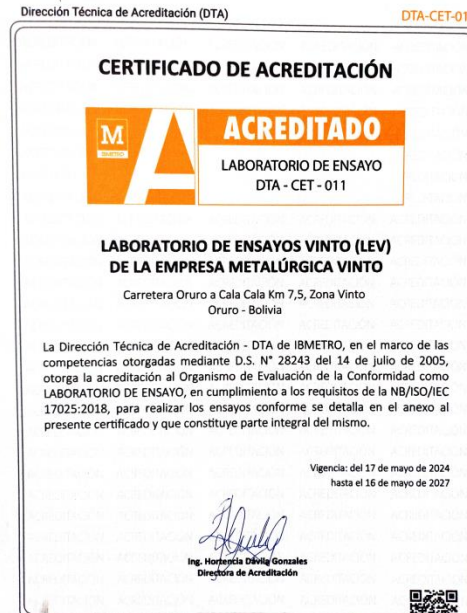 Dirección Técnica de Acreditación (DTA)
DTA-CET-01
CERTIFICADO DE ACREDITACIÓN
M
IBMETRO
A
ACREDITADO
LABORATORIO DE ENSAYO
DTA - CET - 011
LABORATORIO DE ENSAYOS VINTO (LEV)
DE LA EMPRESA METALÚRGICA VINTO
Carretera Oruro a Cala Cala Km 7,5, Zona Vinto
Oruro - Bolivia
La Dirección Técnica de Acreditación - DTA de IBMETRO, en el marco de las
competencias otorgadas mediante D.S. N° 28243 del 14 de julio de 2005,
otorga la acreditación al Organismo de Evaluación de la Conformidad como
LABORATORIO DE ENSAYO, en cumplimiento a los requisitos de la NB/ISO/IEC
17025:2018, para realizar los ensayos conforme se detalla en el anexo al
presente certificado y que constituye parte integral del mismo.
Vigencia: del 17 de mayo de 2024
hasta el 16 de mayo de 2027
Ing. Hortencia Dávila Gonzales
Director de Acreditación